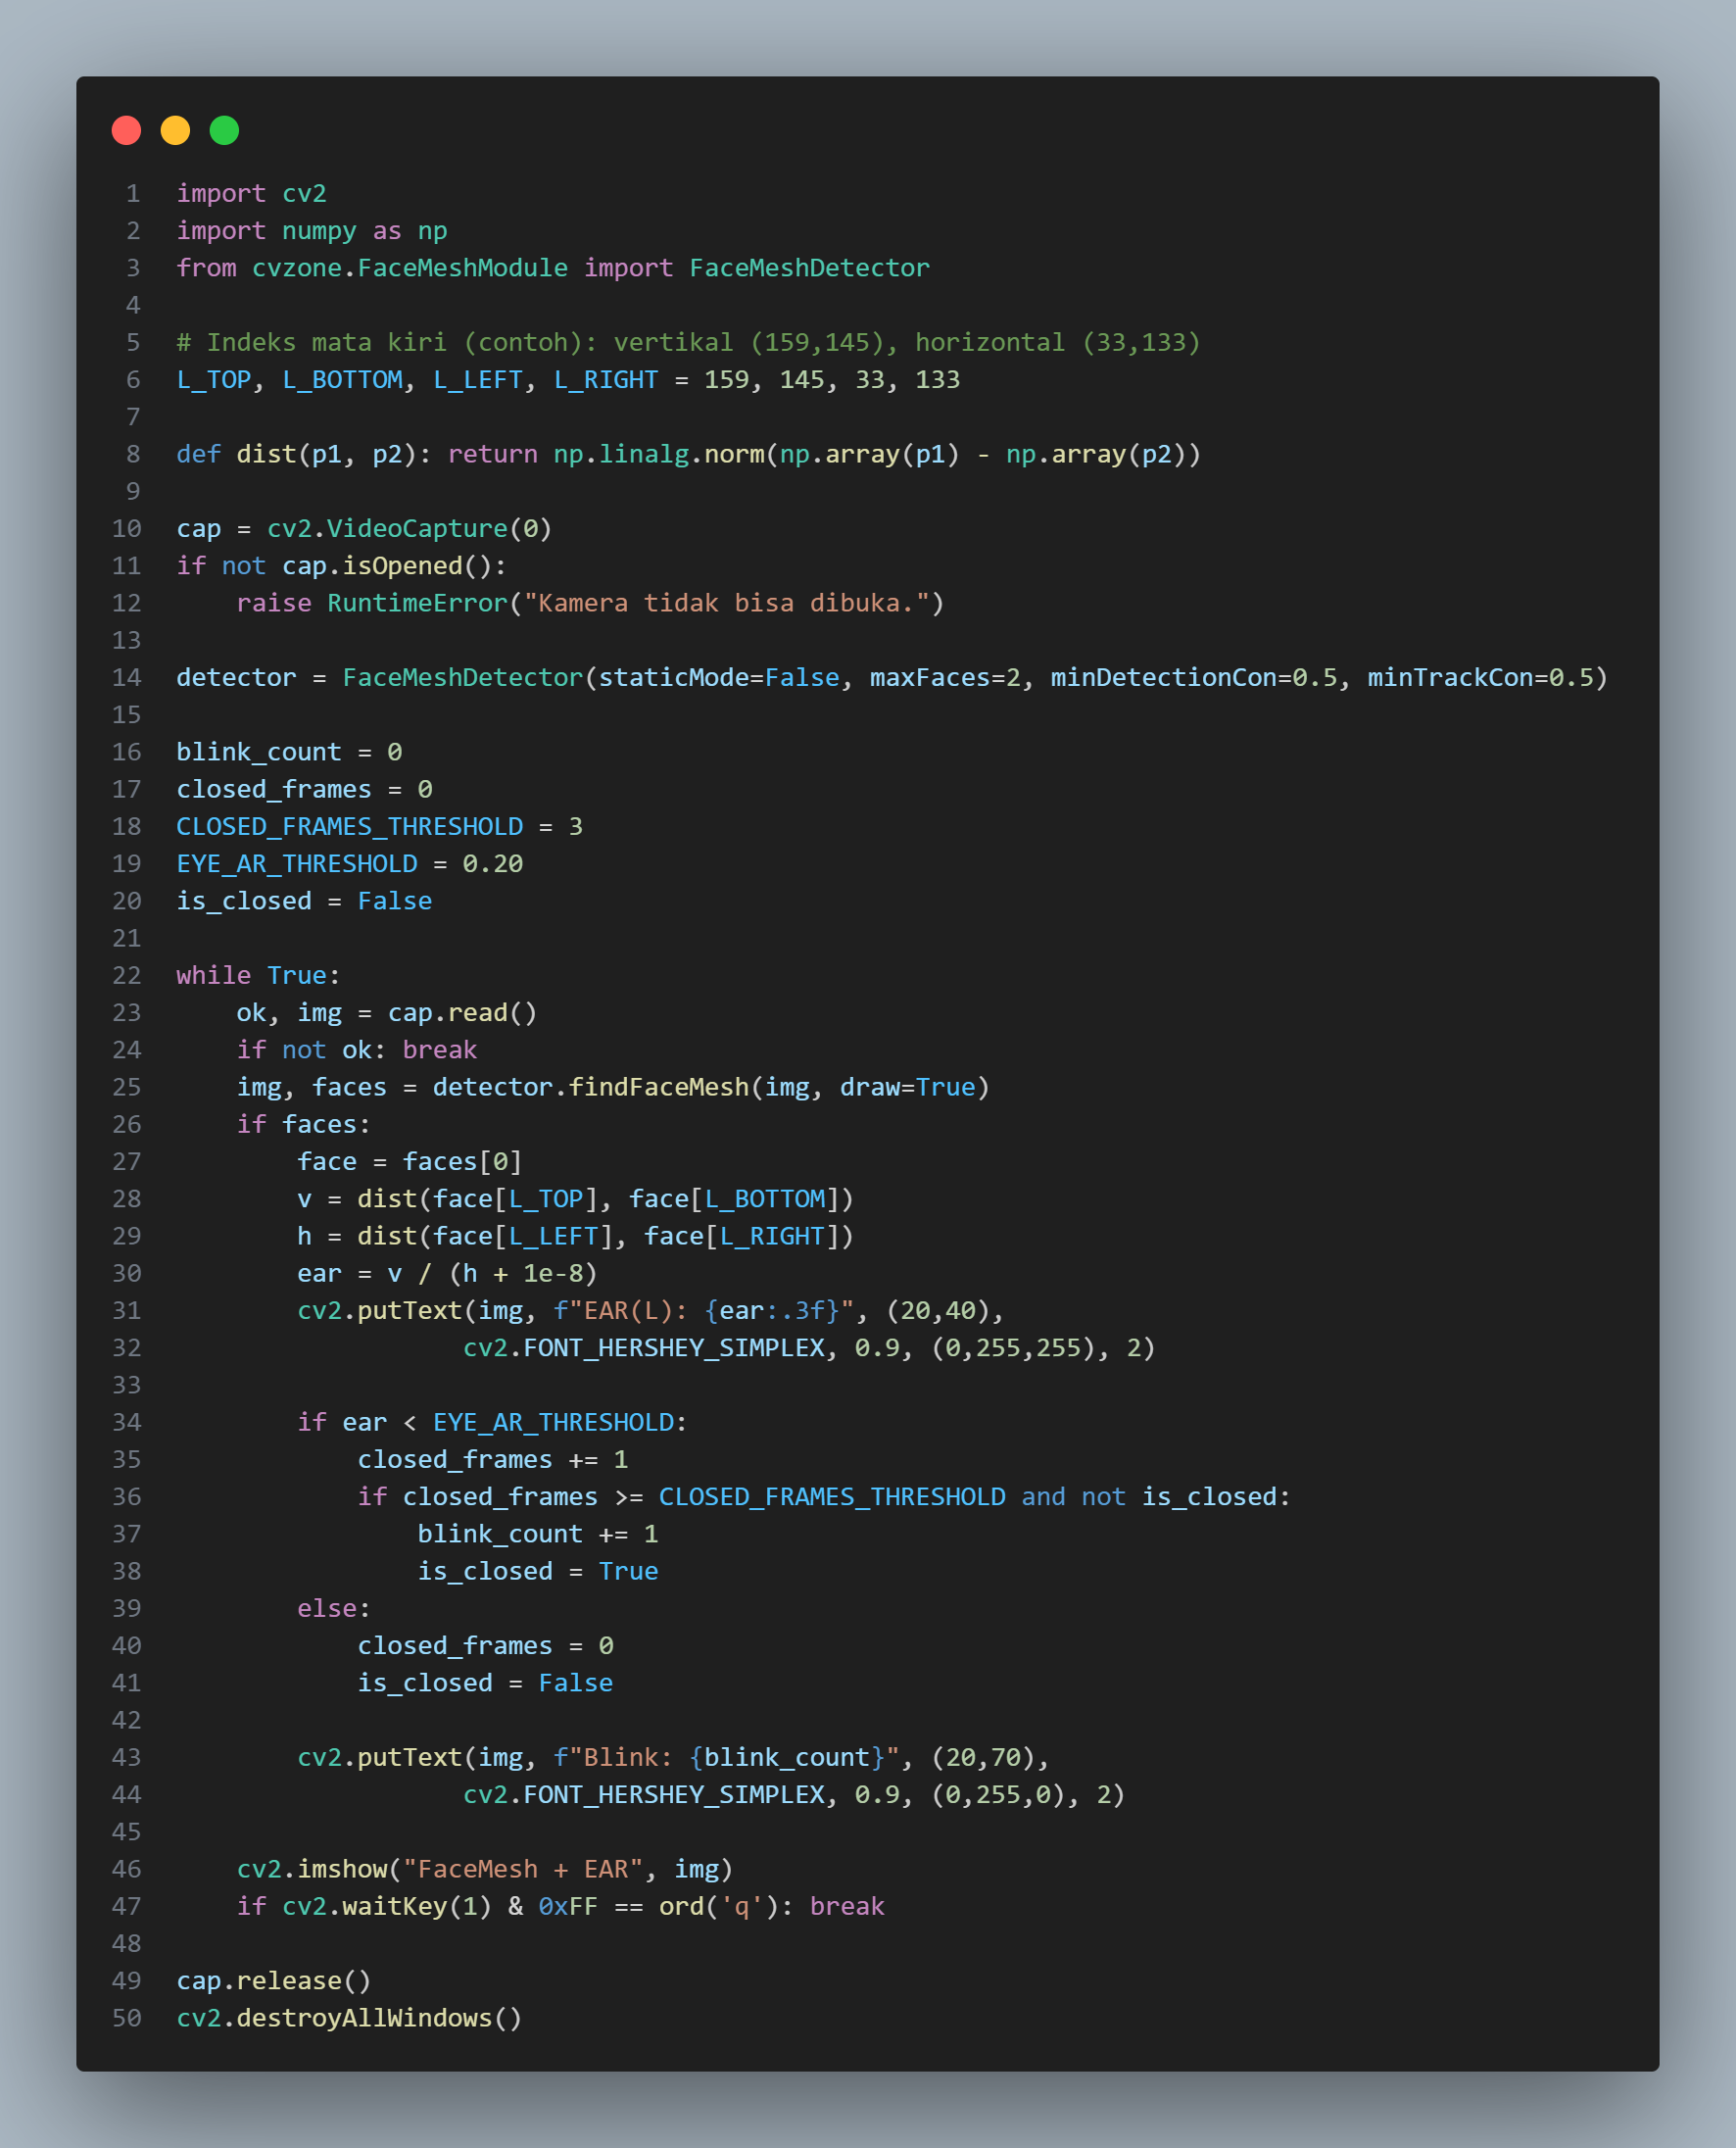 1 import cv2
2 import numpy as np
3 from cvzone.FaceMeshModule import FaceMeshDetector
4
5 # Indeks mata kiri (contoh): vertikal (159,145), horizontal (33,133)
6 L_TOP, L_BOTTOM, L_LEFT, L_RIGHT = 159, 145, 33, 133
7
8 def dist(p1, p2): return np.linalg.norm(np.array(p1) - np.array(p2))
9
10 cap = cv2.VideoCapture(0)
11 if not cap.isOpened():
12     raise RuntimeError("Kamera tidak bisa dibuka.")
13
14 detector = FaceMeshDetector(staticMode=False, maxFaces=2, minDetectionCon=0.5, minTrackCon=0.5)
15
16 blink_count = 0
17 closed_frames = 0
18 CLOSED_FRAMES_THRESHOLD = 3
19 EYE_AR_THRESHOLD = 0.20
20 is_closed = False
21
22 while True:
23     ok, img = cap.read()
24     if not ok: break
25     img, faces = detector.findFaceMesh(img, draw=True)
26     if faces:
27         face = faces[0]
28         v = dist(face[L_TOP], face[L_BOTTOM])
29         h = dist(face[L_LEFT], face[L_RIGHT])
30         ear = v / (h + 1e-8)
31         cv2.putText(img, f"EAR(L): {ear:.3f}", (20,40),
32                    cv2.FONT_HERSHEY_SIMPLEX, 0.9, (0,255,255), 2)
33
34         if ear < EYE_AR_THRESHOLD:
35             closed_frames += 1
36             if closed_frames >= CLOSED_FRAMES_THRESHOLD and not is_closed:
37                 blink_count += 1
38                 is_closed = True
39         else:
40             closed_frames = 0
41             is_closed = False
42
43         cv2.putText(img, f"Blink: {blink_count}", (20,70),
44                    cv2.FONT_HERSHEY_SIMPLEX, 0.9, (0,255,0), 2)
45
46     cv2.imshow("FaceMesh + EAR", img)
47     if cv2.waitKey(1) & 0xFF == ord('q'): break
48
49 cap.release()
50 cv2.destroyAllWindows()